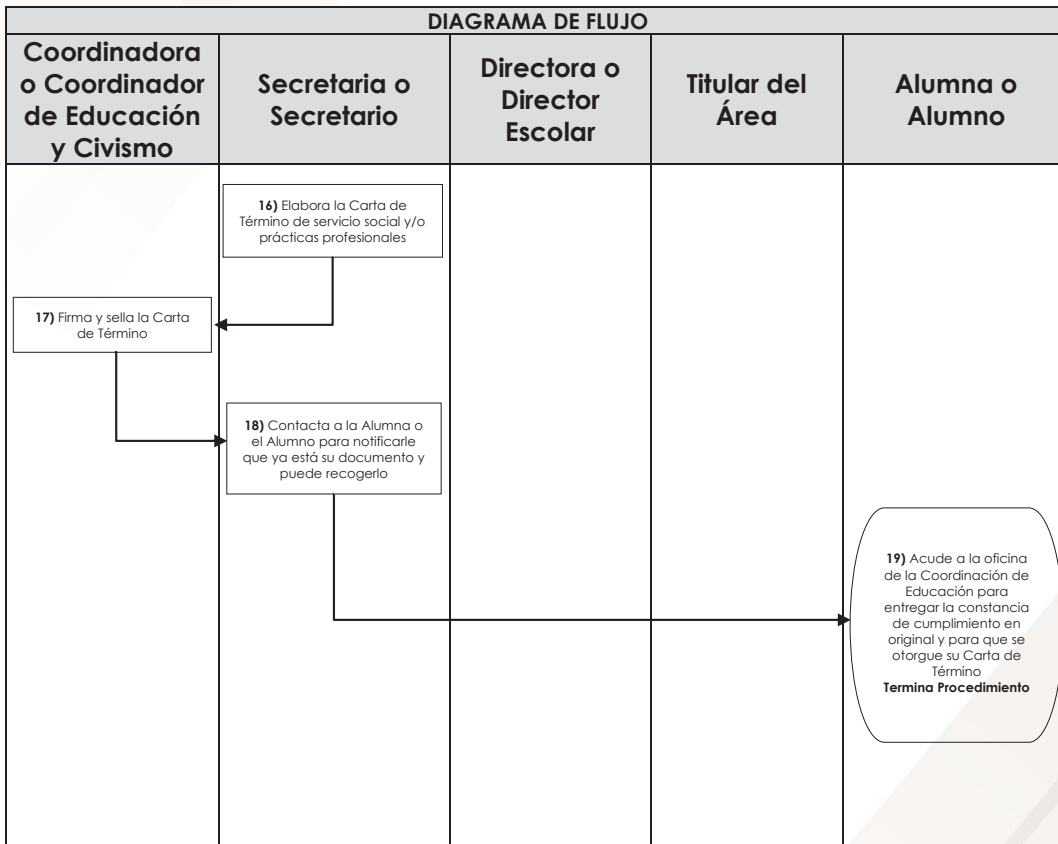 DIAGRAMA DE FLUJO
Coordinadora
o Coordinador
de Educación
y Civismo
Secretaria o
Secretario
Directora o
Director
Escolar
Titular del
Área
Alumna o
Alumno
16) Elabora la Carta de
Término de servicio social y/o
prácticas profesionales
17) Firma y sella la Carta
de Término
18) Contacta a la Alumna o
el Alumno para notificarle
que ya está su documento y
puede recogerlo
19) Acude a la oficina
de la Coordinación de
Educación para
entregar la constancia
de cumplimiento en
original y para que se
otorgue su Carta de
Término
Termina Procedimiento